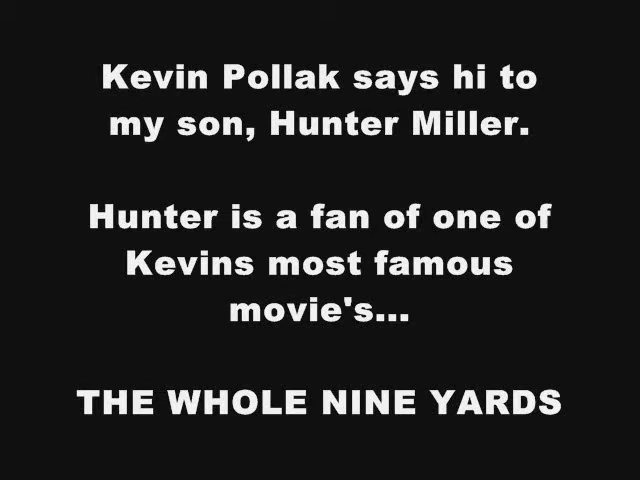 Kevin Pollak says hi to
my son, Hunter Miller.
Hunter is a fan of one of
Kevins most famous
movie's...
THE WHOLE NINE YARDS